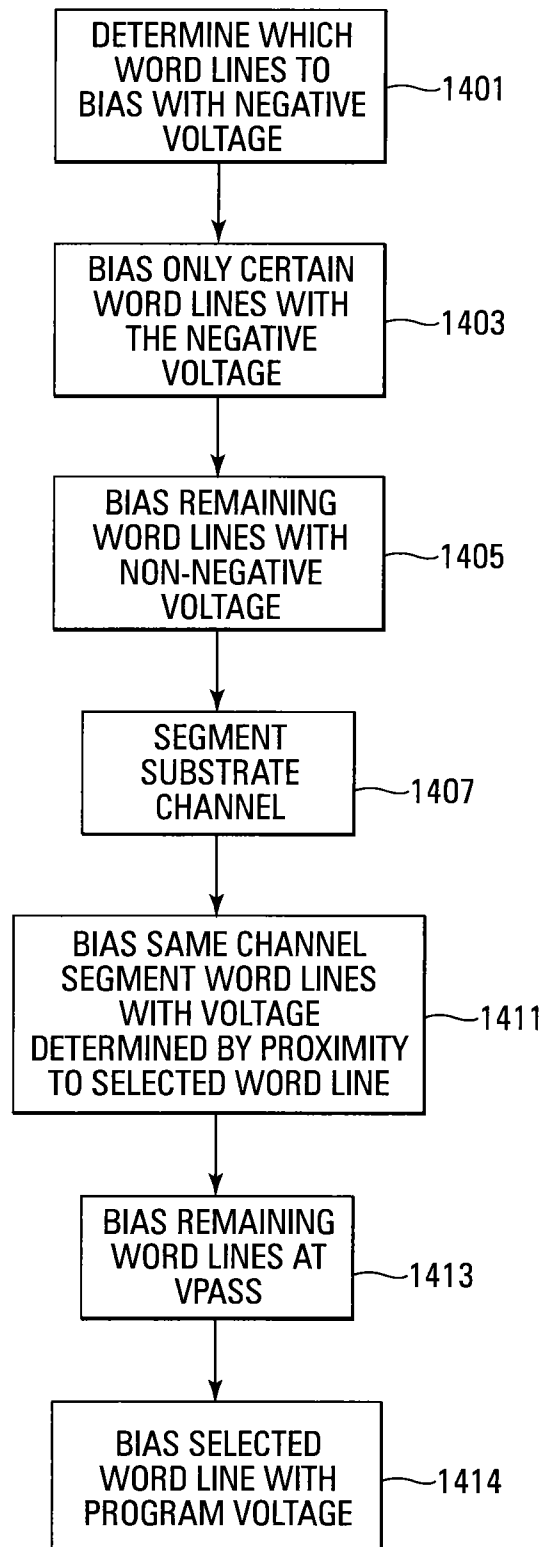 DETERMINE WHICH
WORD LINES TO
BIAS WITH NEGATIVE
VOLTAGE
1401
BIAS ONLY CERTAIN
WORD LINES WITH
THE NEGATIVE
VOLTAGE
1403
BIAS REMAINING
WORD LINES WITH
NON-NEGATIVE
VOLTAGE
1405
SEGMENT
SUBSTRATE
CHANNEL
1407
BIAS SAME CHANNEL
SEGMENT WORD LINES
WITH VOLTAGE
DETERMINED BY PROXIMITY
TO SELECTED WORD LINE
1411
BIAS REMAINING
WORD LINES AT
VPASS
1413
BIAS SELECTED
WORD LINE WITH
PROGRAM VOLTAGE
1414